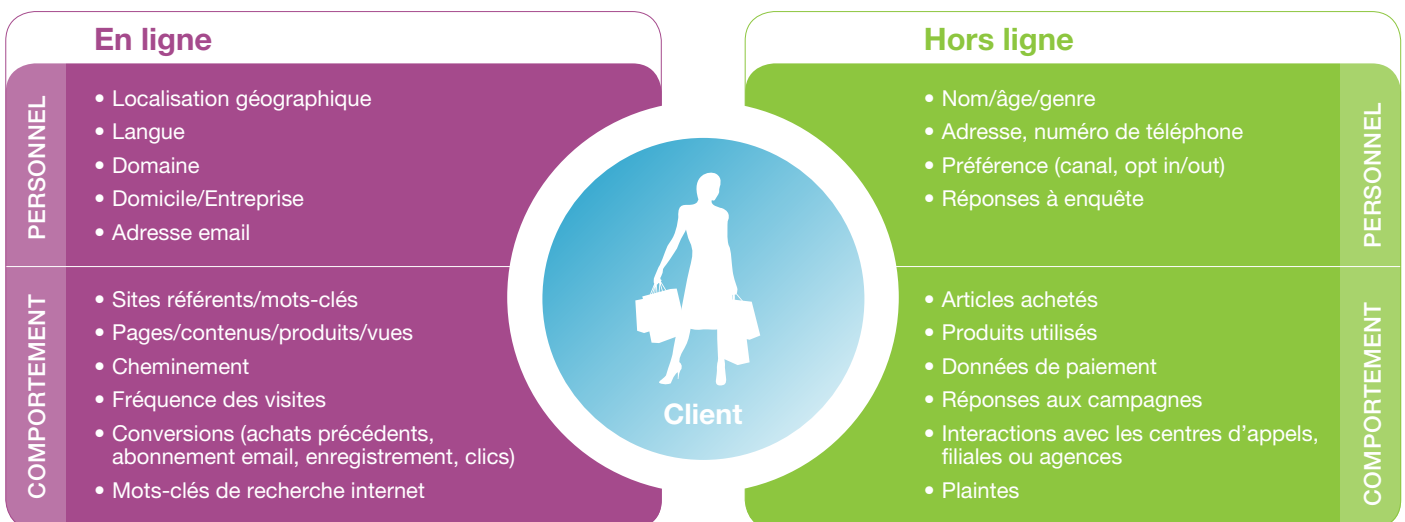 En ligne
PERSONNEL
• Localisation géographique
• Langue
• Domaine
• Domicile/Entreprise
• Adresse email
COMPORTEMENT
• Sites référents/mots-clés
• Pages/contenus/produits/vues
• Cheminement
• Fréquence des visites
• Conversions (achats précédents,
abonnement email, enregistrement, clics)
• Mots-clés de recherche internet
Client
Hors ligne
PERSONNEL
• Nom/âge/genre
• Adresse, numéro de téléphone
• Préférence (canal, opt in/out)
• Réponses à enquête
COMPORTEMENT
• Articles achetés
• Produits utilisés
• Données de paiement
• Réponses aux campagnes
• Interactions avec les centres d’appels,
filiales ou agences
• Plaintes